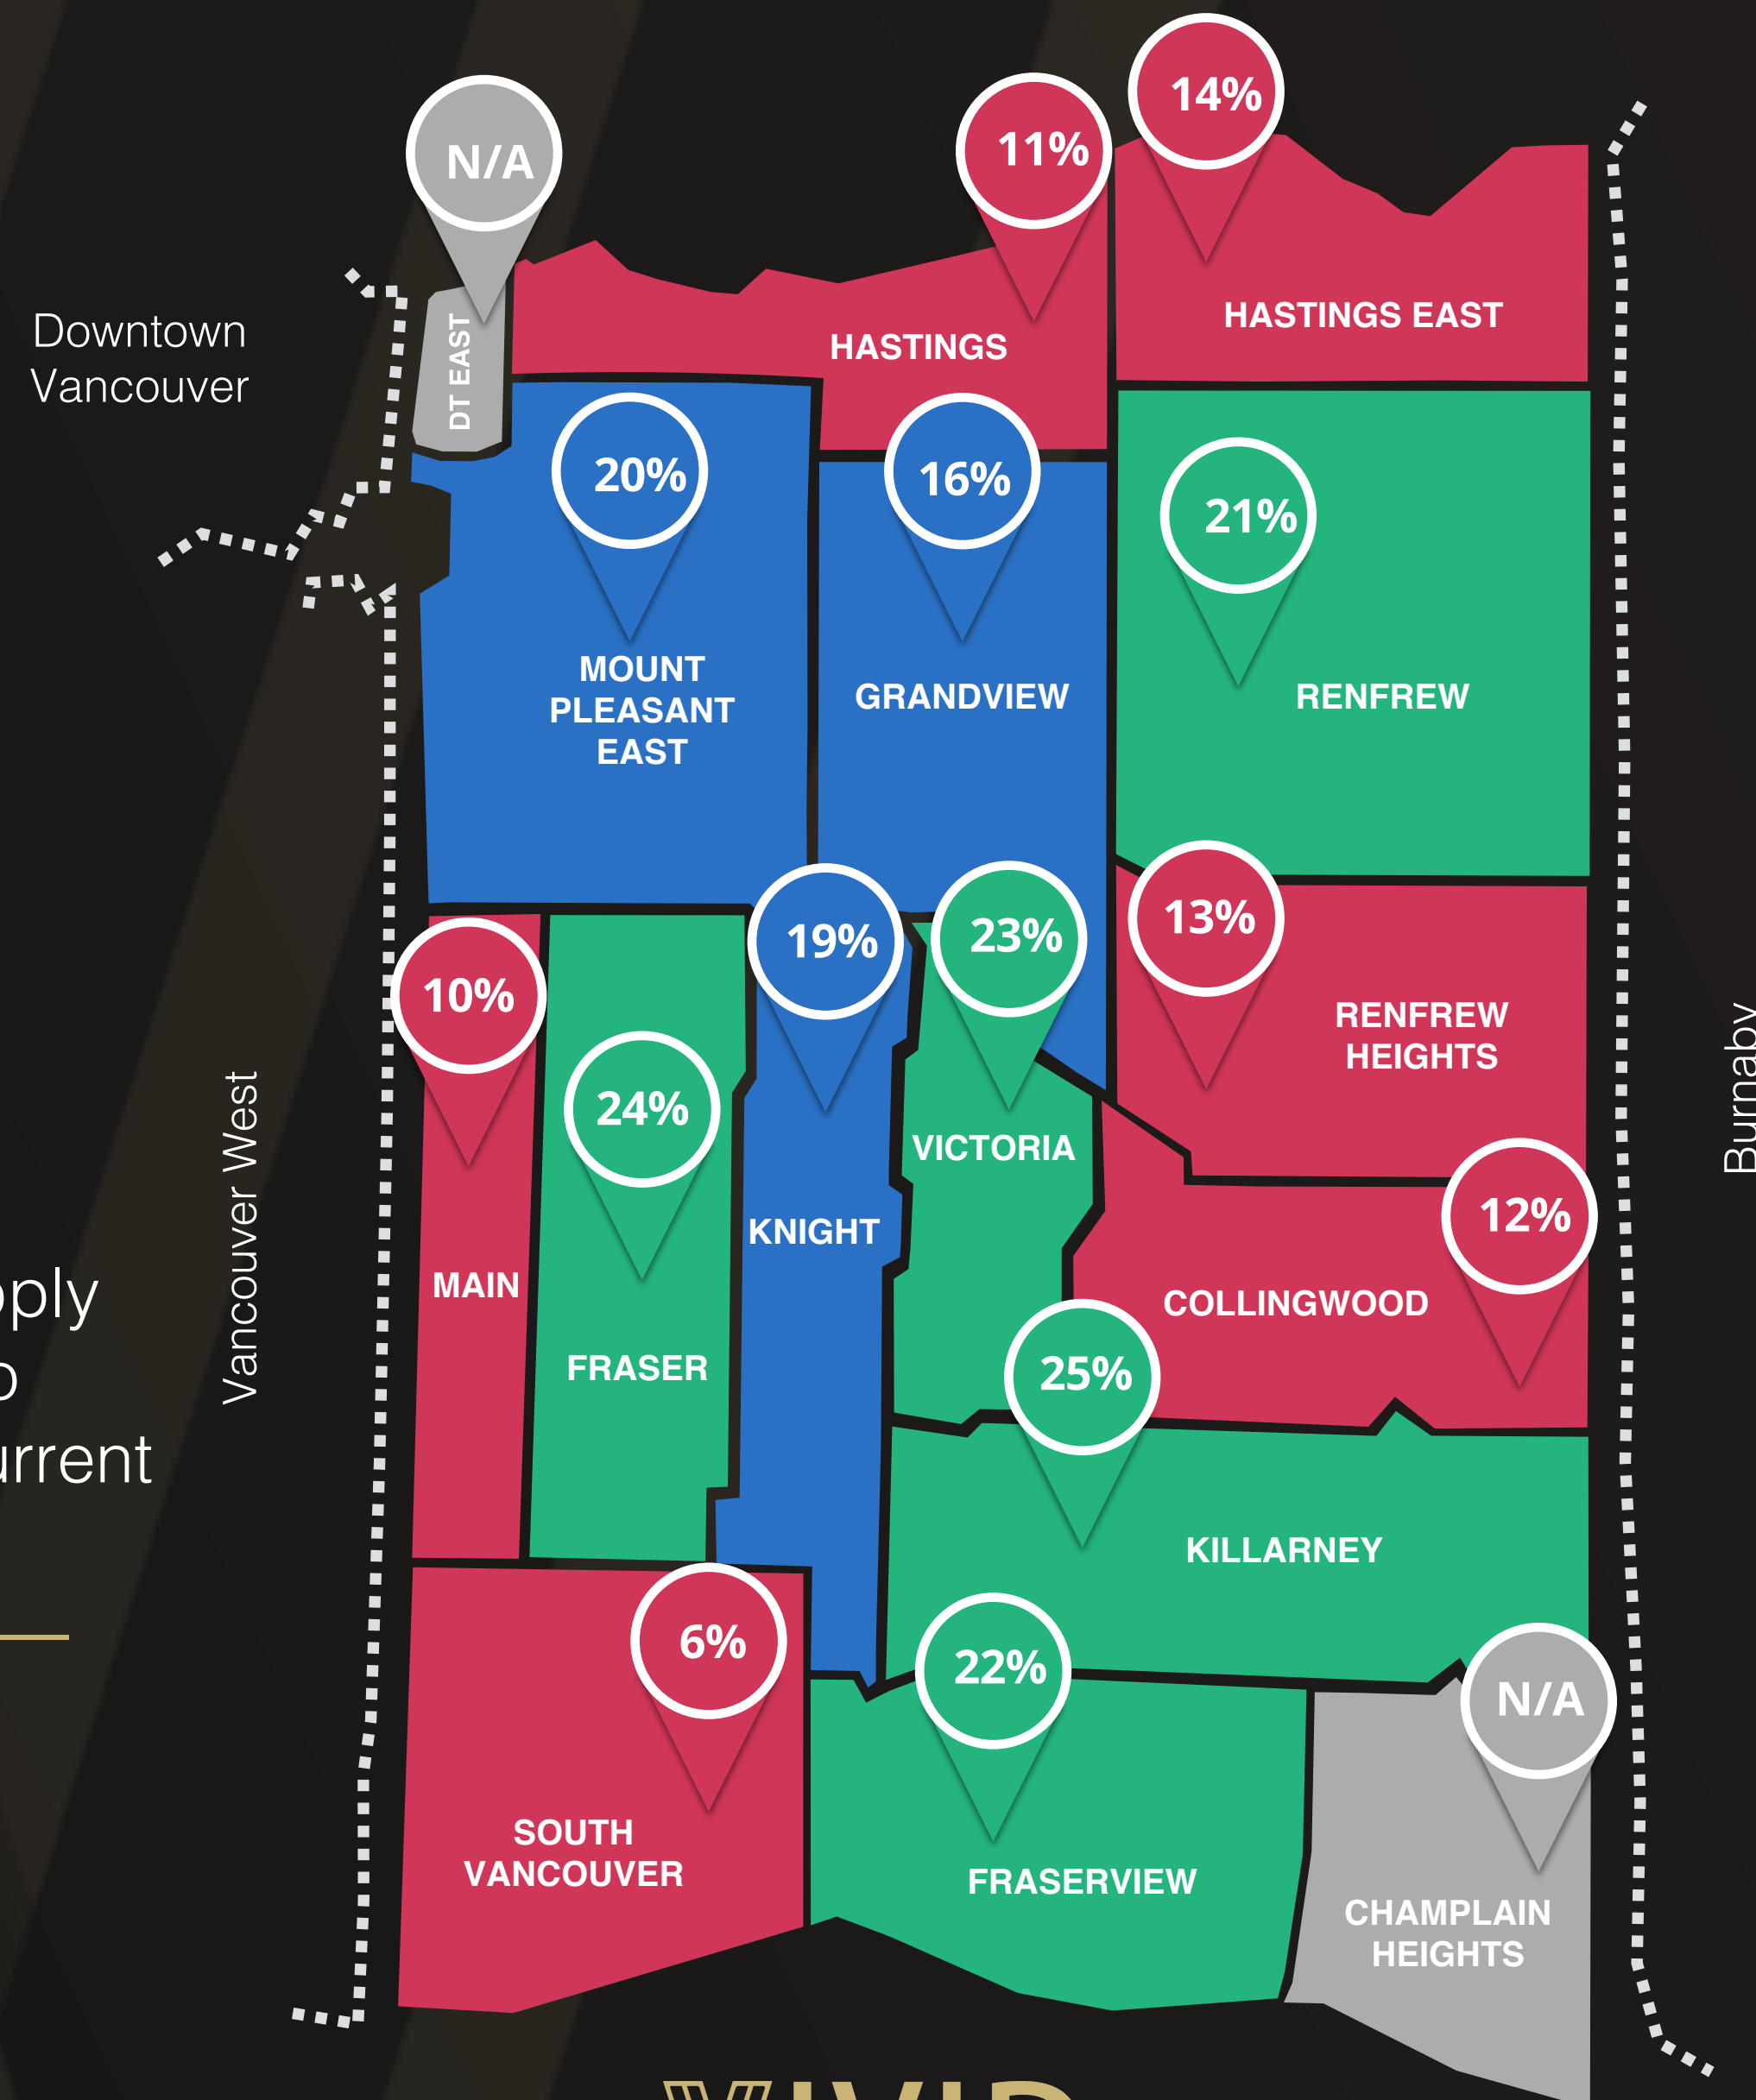 14%
11%
N/A
HASTINGS EAST
Downtown
Vancouver
HASTINGS
DT EAST
20%
16%
21%
MOUNT
PLEASANT
EAST
GRANDVIEW
RENFREW
13%
23%
19%
10%
RENFREW
HEIGHTS
Burnaby
24%
VICTORIA
12%
KNIGHT
Vancouver West
MAIN
COLLINGWOOD
FRASER
25%
urrent
KILLARNEY
6%
22%
N/A
SOUTH
VANCOUVER
FRASERVIEW
CHAMPLAIN
HEIGHTS